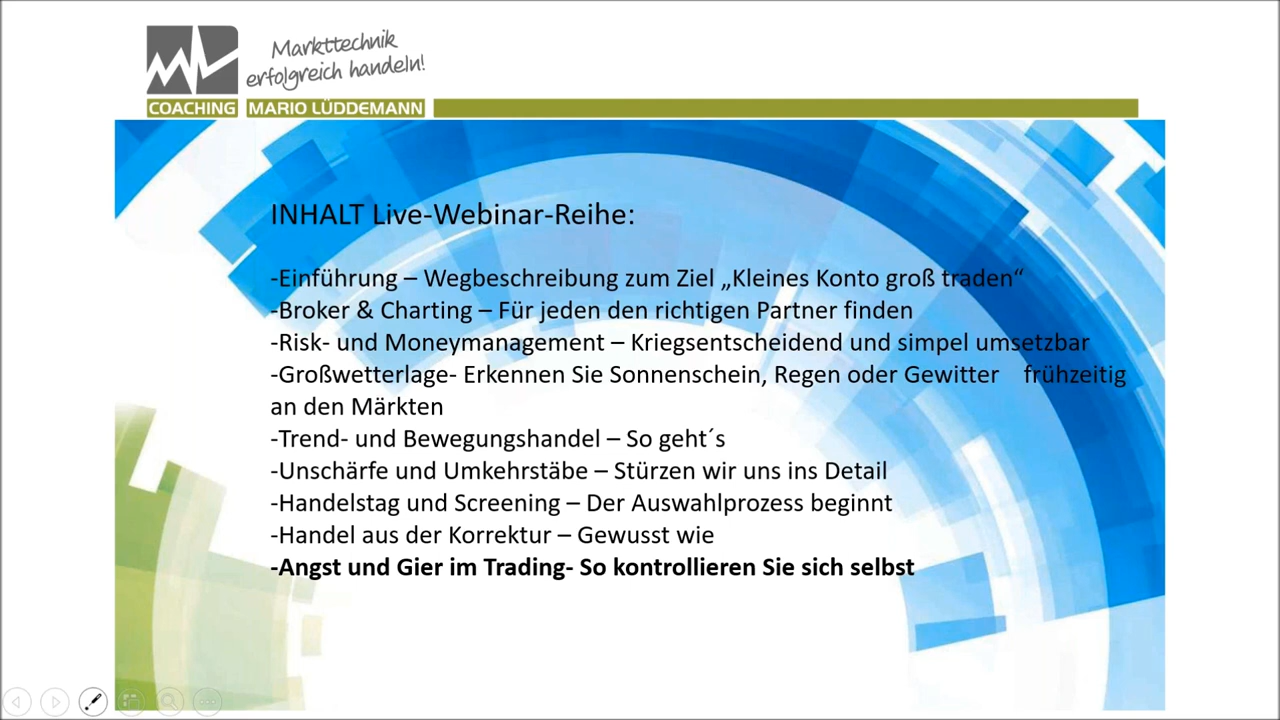 Markttechnik
erfolgreich handeln!
COACHING MARIO LÜDDEMANN
INHALT Live-Webinar-Reihe:
-Einführung – Wegbeschreibung zum Ziel „Kleines Konto groß traden“
-Broker & Charting – Für jeden den richtigen Partner finden
-Risk- und Moneymanagement – Kriegsentscheidend und simpel umsetzbar
-Großwetterlage- Erkennen Sie Sonnenschein, Regen oder Gewitter frühzeitig
an den Märkten
-Trend- und Bewegungshandel – So geht´s
-Unschärfe und Umkehrstäbe – Stürzen wir uns ins Detail
-Handelstag und Screening – Der Auswahlprozess beginnt
-Handel aus der Korrektur – Gewusst wie
-Angst und Gier im Trading- So kontrollieren Sie sich selbst